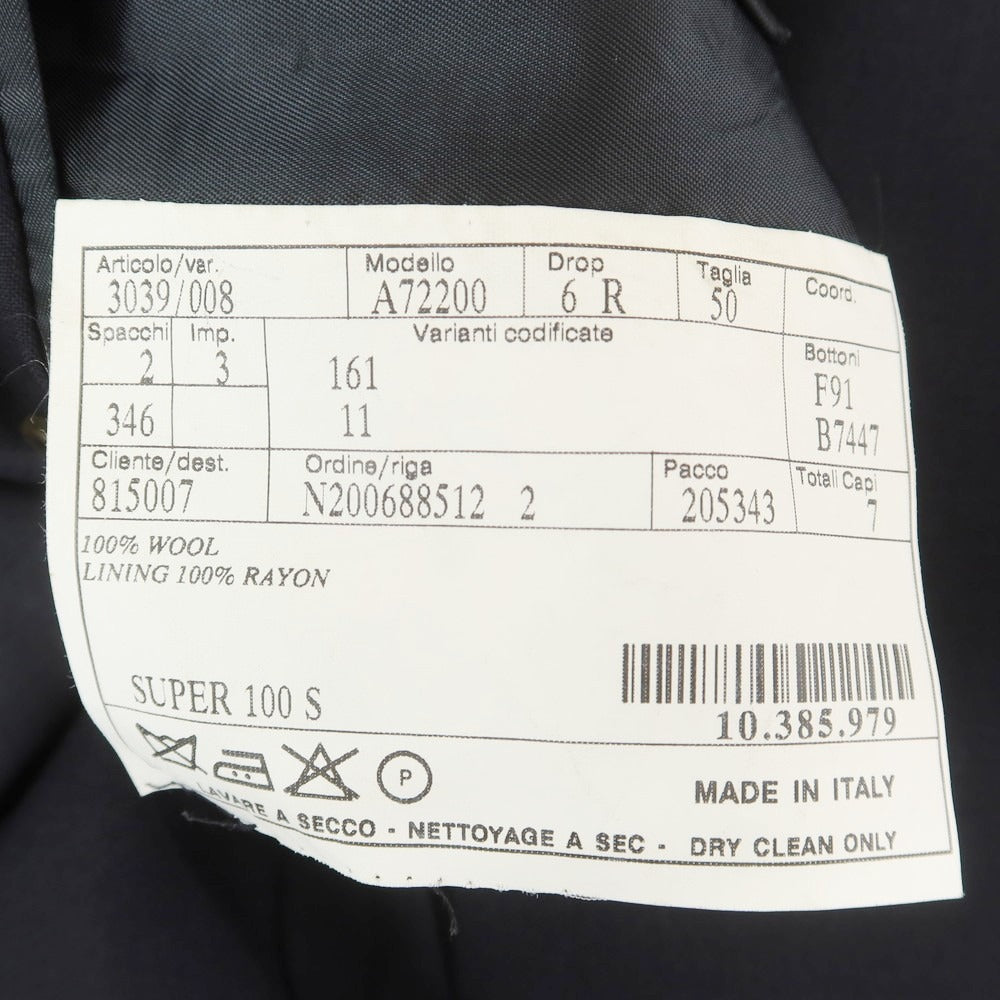 Articolo/var. Modello Drop Taglia Coord.
3039/008 A72200 6 R 50
Spacchi Imp. Varianti codificate Bottoni
2 3 161 F91
346 11 B7447
Cliente/dest. Ordine/riga Pacco Totali Capi
815007 N200688512 2 205343 7
100% WOOL
LINING 100% RAYON
SUPER 100 S
10.385.979
P
MADE IN ITALY
LAVARE A SECCO - NETTOYAGE A SEC - DRY CLEAN ONLY